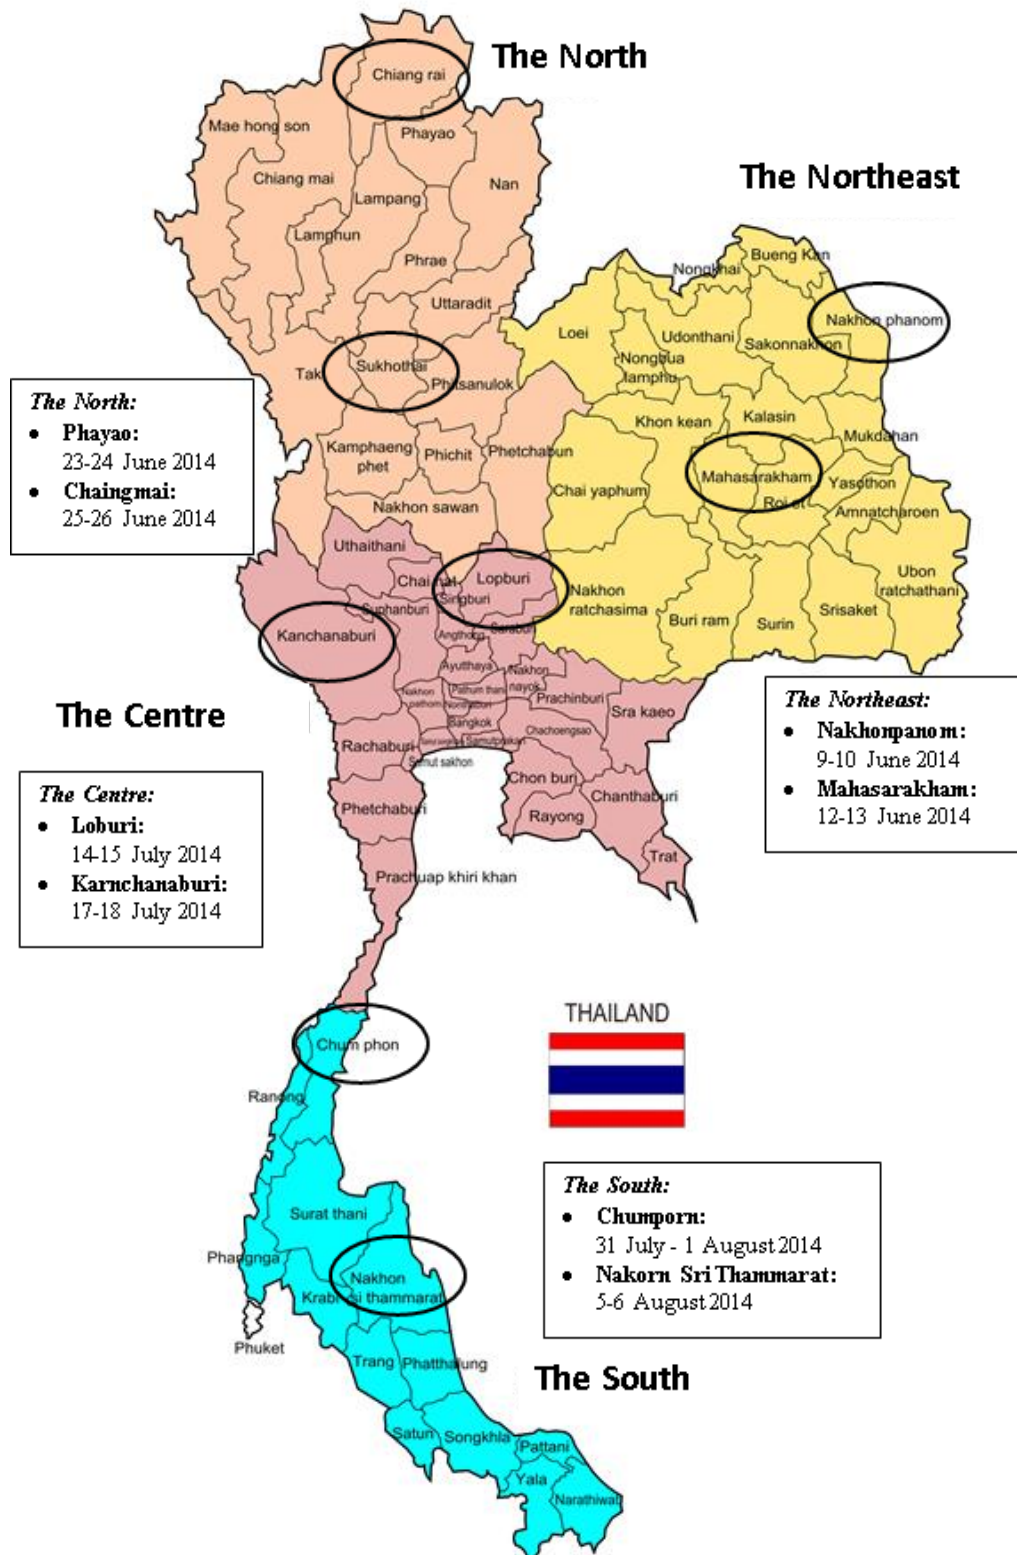 The North
Chiang rai
Mae hong son
Phayao
Chiang mai
Nan
Lampang
Lamphun
Phrae
Uttaradit
Sukhothai
Tak
Phitsanulok
Kamphaeng
phet
Phichit
Phetchabun
Nakhon sawan
The Northeast
Bueng Kan
Nongkhai
Nakhon phanom
Loei
Udonthani
Sakonnakhon
Nongbua
lamphu
Khon kean
Kalasin
Mukdahan
Mahasarakham
Chai yaphum
Roi et
Yasothon
Amnatcharoen
Ubon
ratchathani
Nakhon
ratchasima
Buri ram
Surin
Srisaket
The North:
• Phayao:
23-24 June 2014
• Chaingmai:
25-26 June 2014
Uthaithani
Chai nat
Lopburi
Singburi
Suphanburi
Kanchanaburi
Angthong
Saraburi
Ayutthaya
Nakhon
nayok
Nakhon
pathom
Pathum thani
Nonthaburi
Prachinburi
Sra kaeo
Bangkok
Chachoengsao
Samutprakan
Rachaburi
Samut sakhon
Chon buri
Chanthaburi
Phetchaburi
Rayong
Trat
Prachuap khiri khan
The Centre
The Northeast:
• Nakhonpanom:
9-10 June 2014
• Mahasarakham:
12-13 June 2014
The Centre:
• Loburi:
14-15 July 2014
• Karnchanaburi:
17-18 July 2014
THAILAND
Chum phon
Ranong
Surat thani
Phangnga
Nakhon
Krabi
si thammarat
Phuket
Trang
Phatthalung
Satun
Songkhla
Pattani
Yala
Narathiwat
The South:
• Chumporn:
31 July - 1 August 2014
• Nakorn Sri Thammarat:
5-6 August 2014
The South